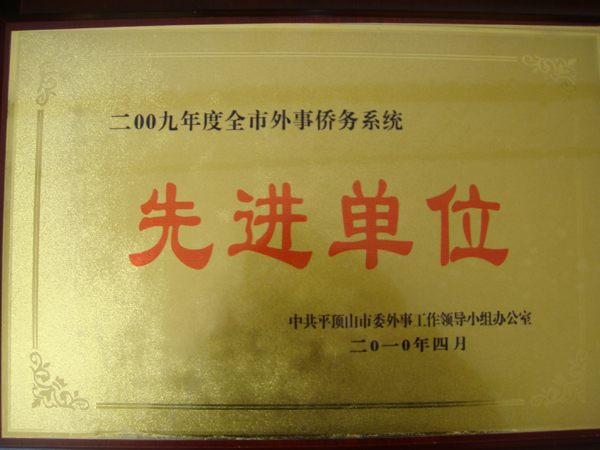 二00九年度全市外事侨务系统
先进单位
中共平顶山市委外事工作领导小组办公室
二0一0年四月